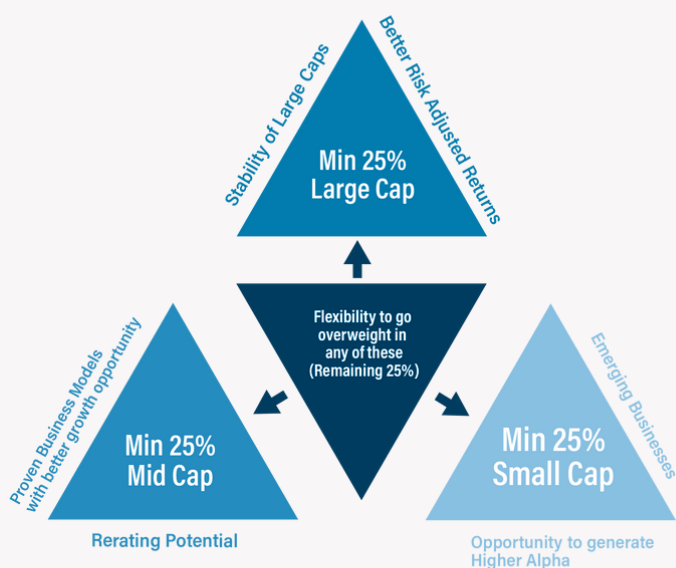 Stability of Large Caps
Better Risk Adjusted Returns
Min 25%
Large Cap
Flexibility to go
overweight in
any of these
(Remaining 25%)
Proven Business Models
with better growth opportunity
Min 25%
Mid Cap
Rerating Potential
Emerging Businesses
Min 25%
Small Cap
Opportunity to generate
Higher Alpha